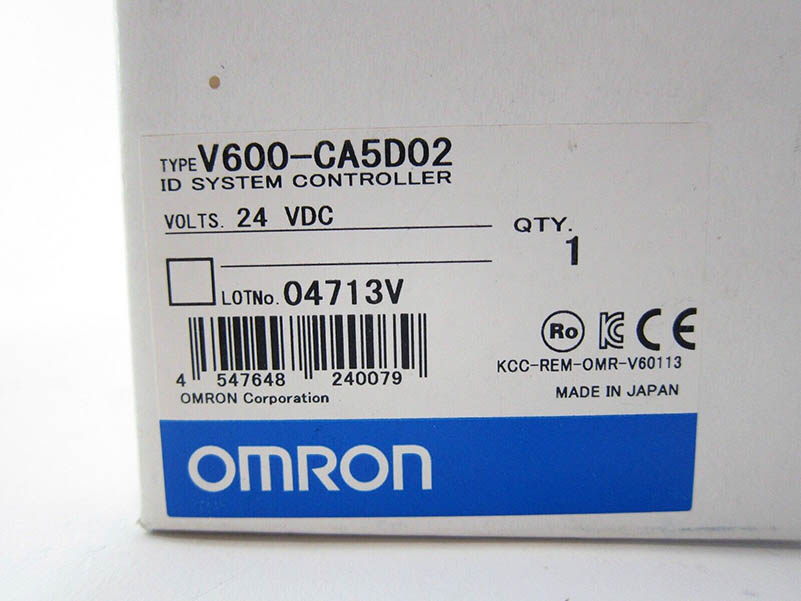 TYPE V600-CA5D02
ID SYSTEM CONTROLLER
VOLTS. 24 VDC
QTY.
1
LOTNo. 04713V
4 547648 240079
OMRON Corporation
Ro KC CE
KCC-REM-OMR-V60113
MADE IN JAPAN
OMRON